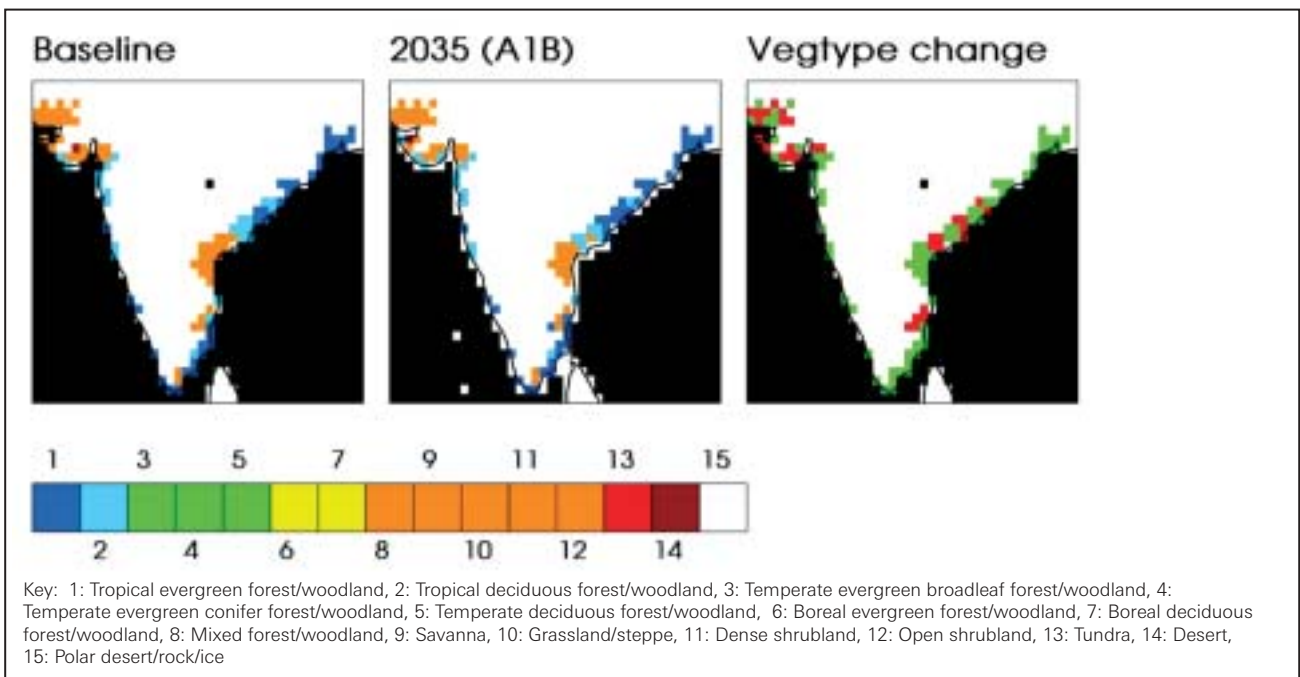 Baseline
2035 (A1B)
Vegtype change
1 3 5 7 9 11 13 15
2 4 6 8 10 12 14
Key: 1: Tropical evergreen forest/woodland, 2: Tropical deciduous forest/woodland, 3: Temperate evergreen broadleaf forest/woodland, 4:
Temperate evergreen conifer forest/woodland, 5: Temperate deciduous forest/woodland, 6: Boreal evergreen forest/woodland, 7: Boreal deciduous
forest/woodland, 8: Mixed forest/woodland, 9: Savanna, 10: Grassland/steppe, 11: Dense shrubland, 12: Open shrubland, 13: Tundra, 14: Desert,
15: Polar desert/rock/ice